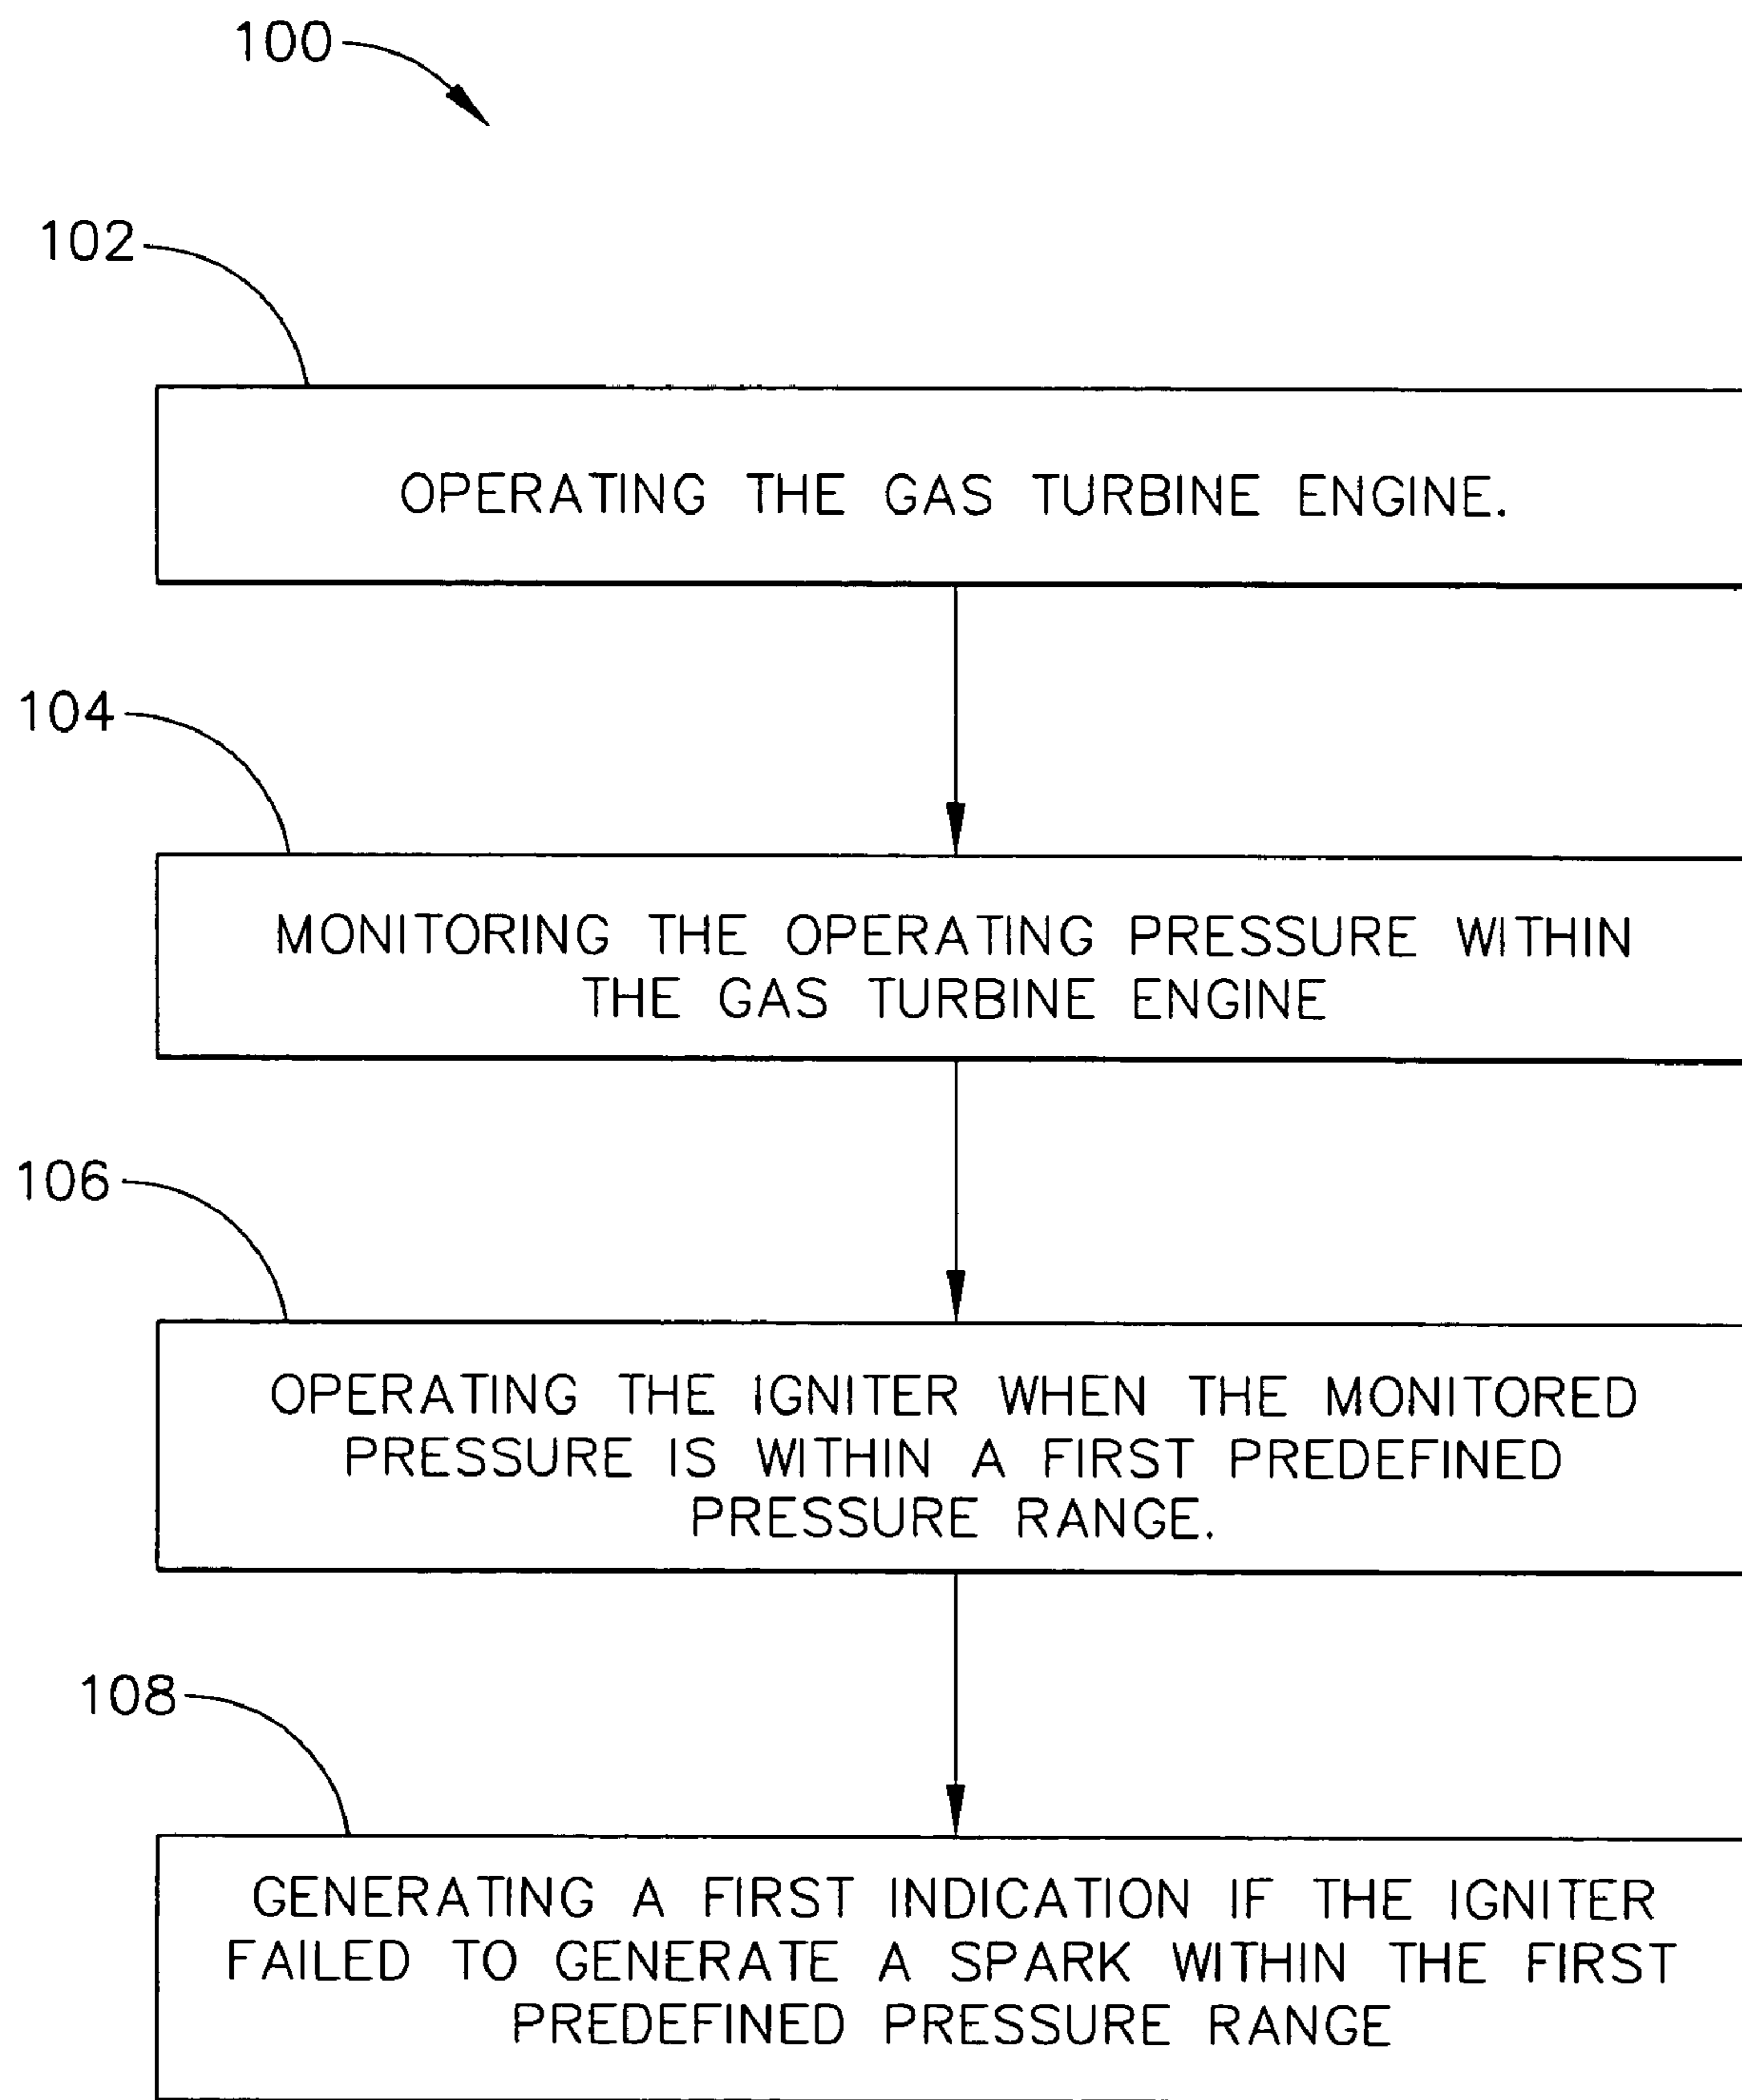 100
102
OPERATING THE GAS TURBINE ENGINE.
104
MONITORING THE OPERATING PRESSURE WITHIN
THE GAS TURBINE ENGINE
106
OPERATING THE IGNITER WHEN THE MONITORED
PRESSURE IS WITHIN A FIRST PREDEFINED
PRESSURE RANGE.
108
GENERATING A FIRST INDICATION IF THE IGNITER
FAILED TO GENERATE A SPARK WITHIN THE FIRST
PREDEFINED PRESSURE RANGE